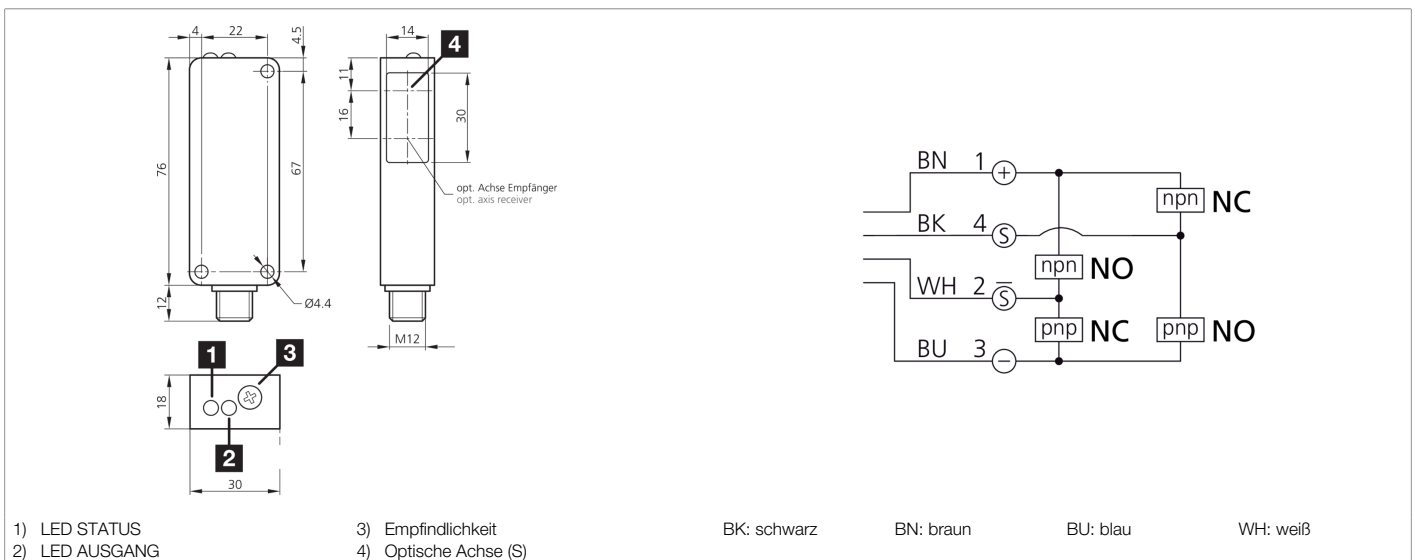 4 22 4.5
14
4
11
16
30
76
67
opt. Achse Empfänger
opt. axis receiver
12
Ø4.4
M12
1
3
18
2
30
BN 1 +
npn NC
BK 4 S
npn NO
WH 2 S̅
pnp NC pnp NO
BU 3 −
1) LED STATUS 3) Empfindlichkeit BK: schwarz BN: braun BU: blau WH: weiß
2) LED AUSGANG 4) Optische Achse (S)